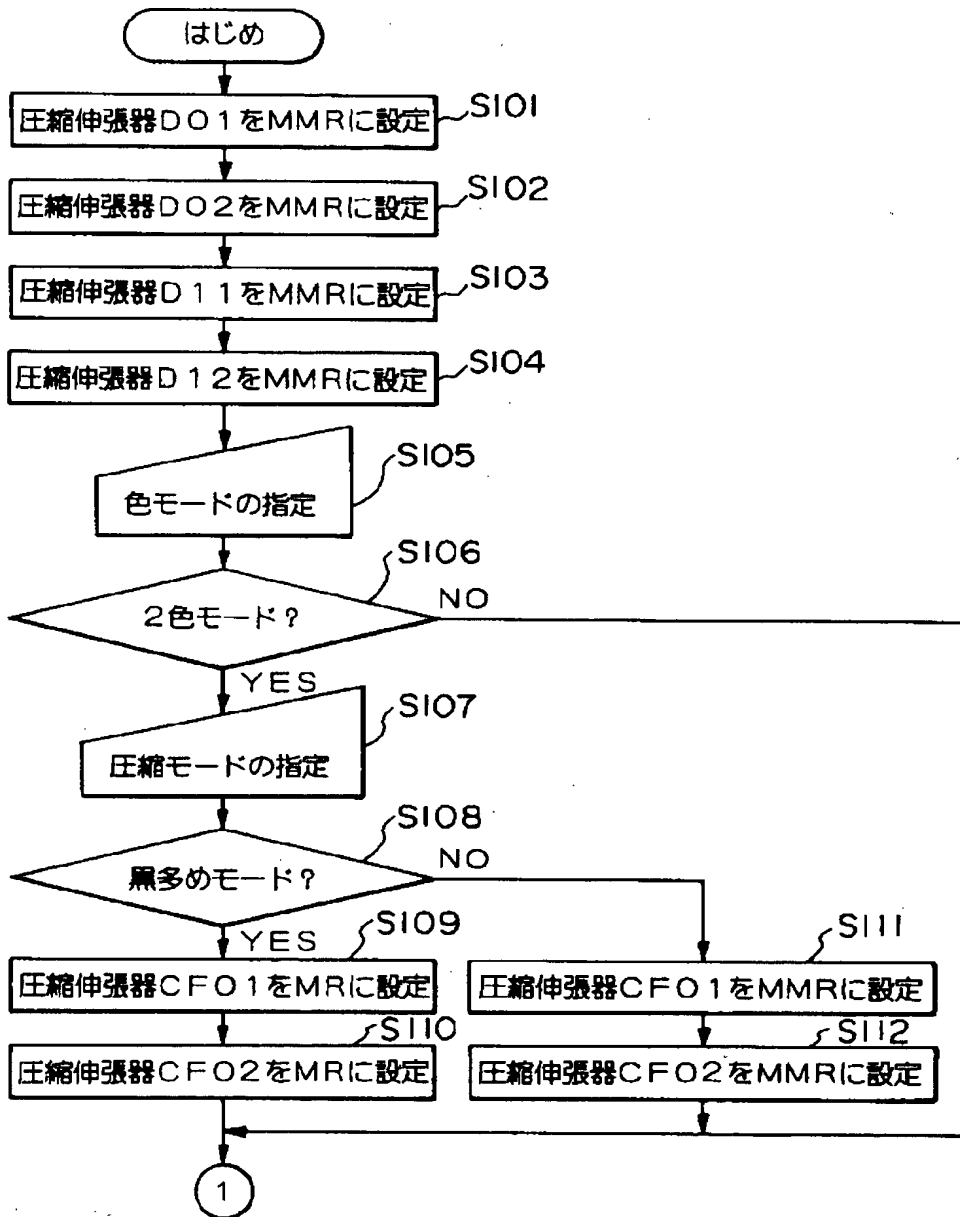 はじめ
圧縮伸張器D01をMMRに設定
S101
圧縮伸張器D02をMMRに設定
S102
圧縮伸張器D11をMMRに設定
S103
圧縮伸張器D12をMMRに設定
S104
色モードの指定
S105
2色モード?
S106
NO
YES
圧縮モードの指定
S107
黒多めモード?
S108
NO
YES
圧縮伸張器CF01をMRに設定
S109
圧縮伸張器CF01をMMRに設定
S111
圧縮伸張器CF02をMRに設定
S110
圧縮伸張器CF02をMMRに設定
S112
1